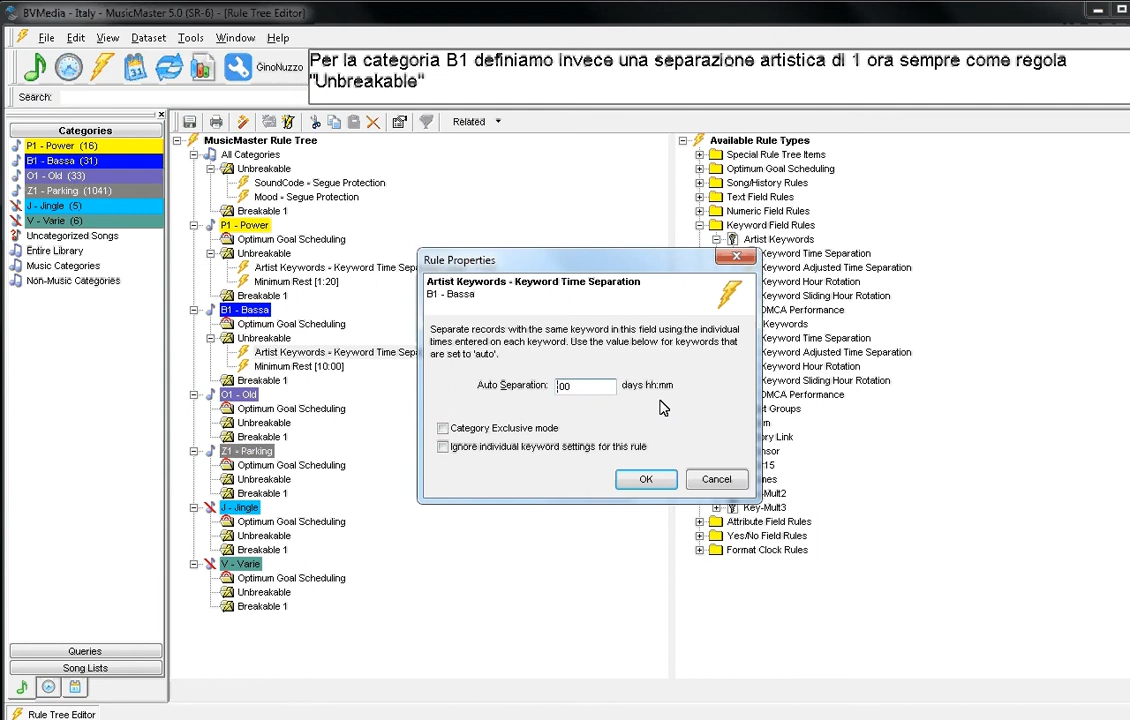 BVMedia - Italy - MusicMaster 5.0 (SR-6) - [Rule Tree Editor]
File Edit View Dataset Tools Window Help
GinoNuzzo
Per la categoria B1 definiamo invece una separazione artistica di 1 ora sempre come regola
"Unbreakable"
Search:
Related
Categories
P1 - Power (16)
B1 - Bassa (31)
O1 - Old (33)
Z1 - Parking (1041)
J - Jingle (5)
V - Varie (6)
Uncategorized Songs
Entire Library
Music Categories
Non-Music Categories
Queries
Song Lists
MusicMaster Rule Tree
All Categories
Unbreakable
SoundCode - Segue Protection
Mood - Segue Protection
Breakable 1
P1 - Power
Optimum Goal Scheduling
Unbreakable
Artist Keywords - Keyword Time Sep
Minimum Rest [1:20]
Breakable 1
B1 - Bassa
Optimum Goal Scheduling
Unbreakable
Artist Keywords - Keyword Time Sep
Minimum Rest [10:00]
Breakable 1
O1 - Old
Optimum Goal Scheduling
Unbreakable
Breakable 1
Z1 - Parking
Optimum Goal Scheduling
Unbreakable
Breakable 1
J - Jingle
Optimum Goal Scheduling
Unbreakable
Breakable 1
V - Varie
Optimum Goal Scheduling
Unbreakable
Breakable 1
Rule Properties
Artist Keywords - Keyword Time Separation
B1 - Bassa
Separate records with the same keyword in this field using the individual
times entered on each keyword. Use the value below for keywords that
are set to 'auto'.
Auto Separation: :00 days hh:mm
Category Exclusive mode
Ignore individual keyword settings for this rule
OK Cancel
Available Rule Types
Special Rule Tree Items
Optimum Goal Scheduling
Song/History Rules
Text Field Rules
Numeric Field Rules
Keyword Field Rules
Artist Keywords
Keyword Time Separation
Keyword Adjusted Time Separation
Keyword Hour Rotation
Keyword Sliding Hour Rotation
DMCA Performance
Keywords
Keyword Time Separation
Keyword Adjusted Time Separation
Keyword Hour Rotation
Keyword Sliding Hour Rotation
DMCA Performance
t Groups
m
ry Link
nsor
15
mes
-Mult2
Key-Mult3
Attribute Field Rules
Yes/No Field Rules
Format Clock Rules
Rule Tree Editor